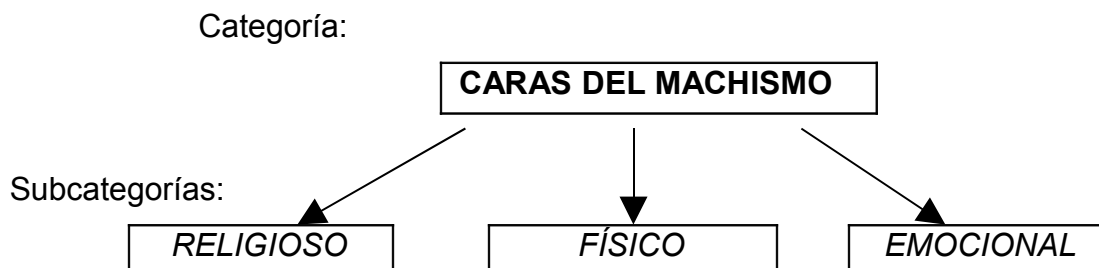 Categoría:
CARAS DEL MACHISMO
Subcategorías:
RELIGIOSO FÍSICO EMOCIONAL